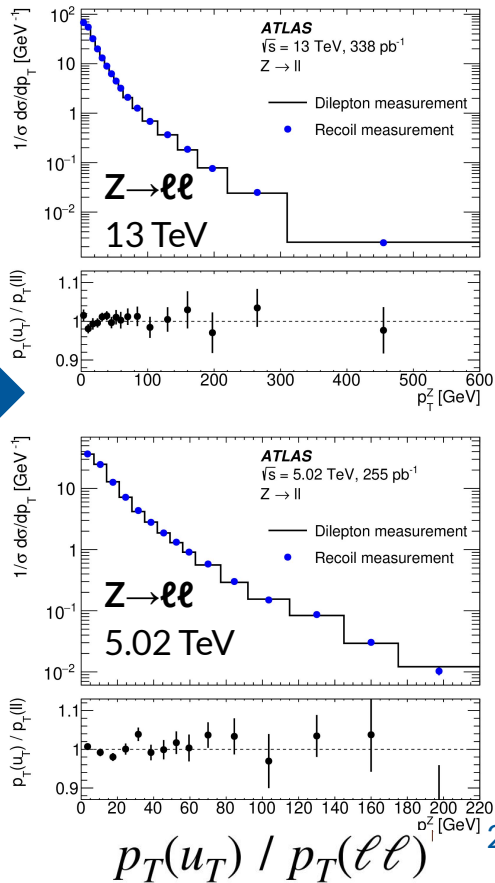 10²
10
1
10⁻¹
10⁻²
1/σ dσ/dp_T [GeV⁻¹]
ATLAS
√s = 13 TeV, 338 pb⁻¹
Z → ll
Dilepton measurement
Recoil measurement
Z→ℓℓ
13 TeV
1.1
1
0.9
p_T(u_T) / p_T(ll)
0 100 200 300 400 500 600
p_T^Z [GeV]
1/σ dσ/dp_T [GeV⁻¹]
10
1
10⁻¹
10⁻²
ATLAS
√s = 5.02 TeV, 255 pb⁻¹
Z → ll
Dilepton measurement
Recoil measurement
Z→ℓℓ
5.02 TeV
1.1
1
0.9
p_T(u_T) / p_T(ll)
0 20 40 60 80 100 120 140 160 180 200 220
[GeV]
p_T(u_T) / p_T(ℓℓ)